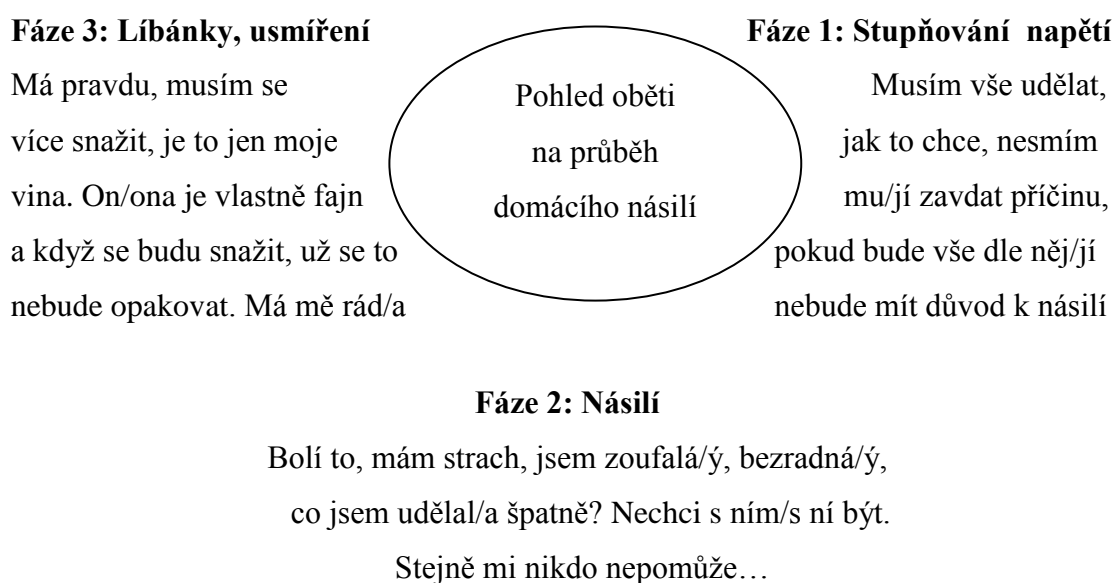 Fáze 3: Líbánky, usmíření
Má pravdu, musím se
více snažit, je to jen moje
vina. On/ona je vlastně fajn
a když se budu snažit, už se to
nebude opakovat. Má mě rád/a
Pohled oběti
na průběh
domácího násilí
Fáze 1: Stupňování napětí
Musím vše udělat,
jak to chce, nesmím
mu/jí zavdat příčinu,
pokud bude vše dle něj/jí
nebude mít důvod k násilí
Fáze 2: Násilí
Bolí to, mám strach, jsem zoufalá/ý, bezradná/ý,
co jsem udělal/a špatně? Nechci s ním/s ní být.
Stejně mi nikdo nepomůže…